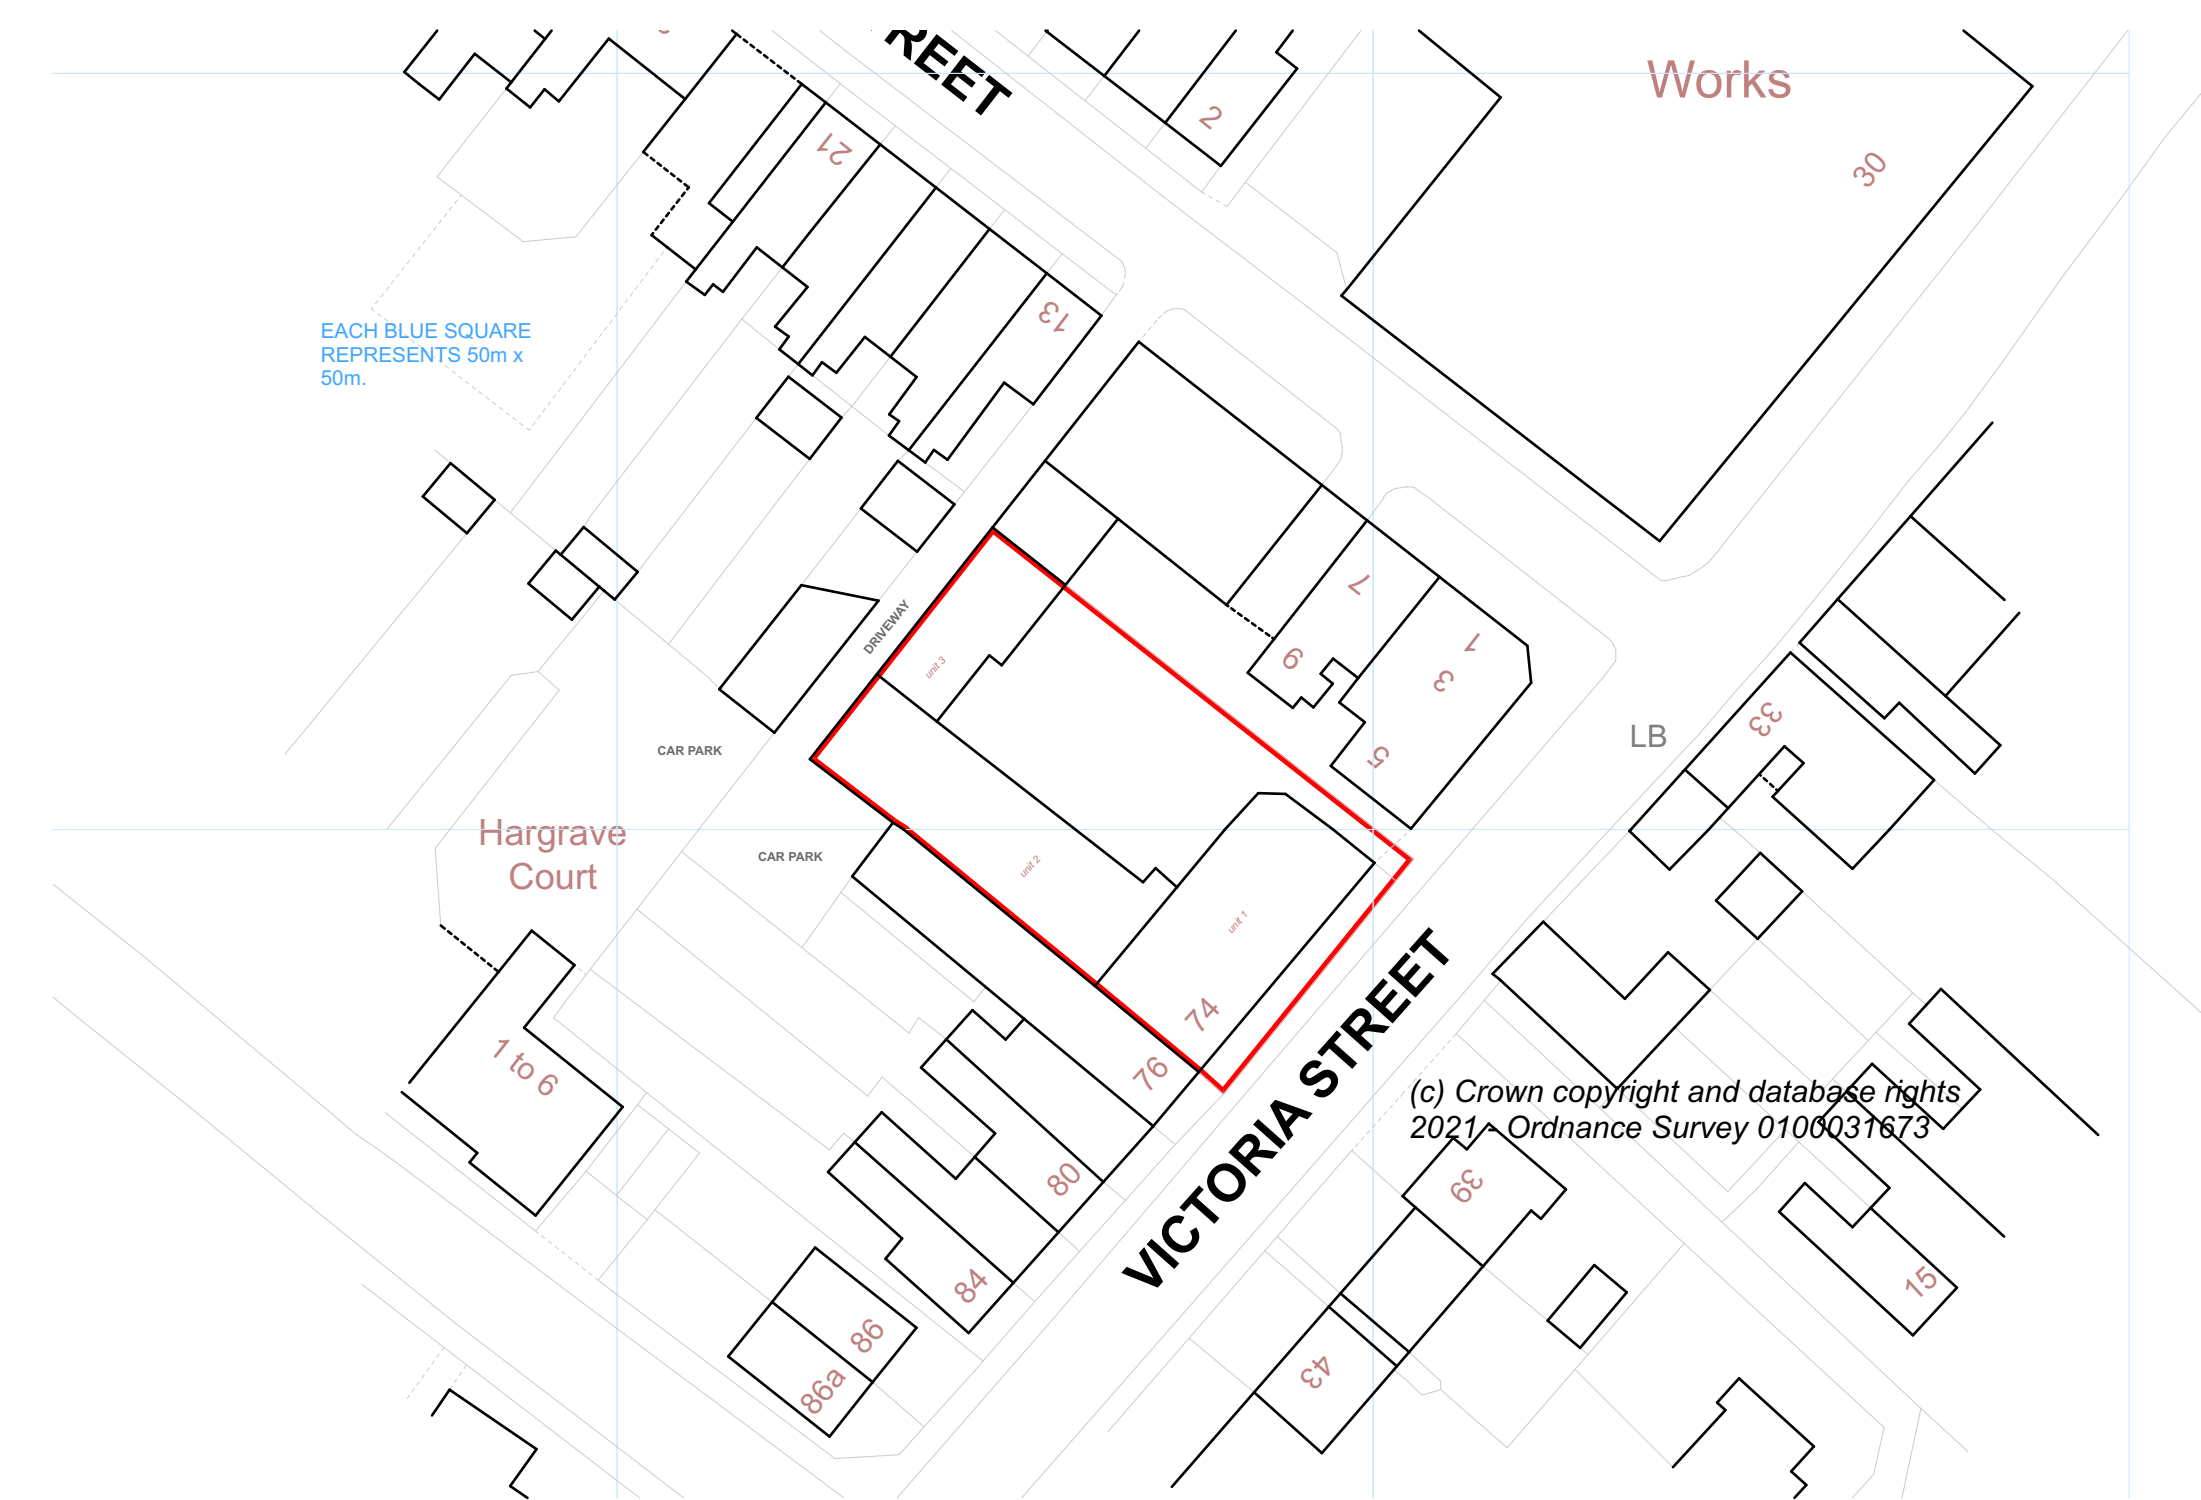 REET
Works
2
30
21
13
EACH BLUE SQUARE
REPRESENTS 50m x
50m.
7
1
9
3
5
DRIVEWAY
unit 3
33
LB
CAR PARK
Hargrave
Court
CAR PARK
unit 2
unit 1
74
76
VICTORIA STREET
1 to 6
(c) Crown copyright and database rights
2021 - Ordnance Survey 0100031673
80
39
84
15
86
86a
43